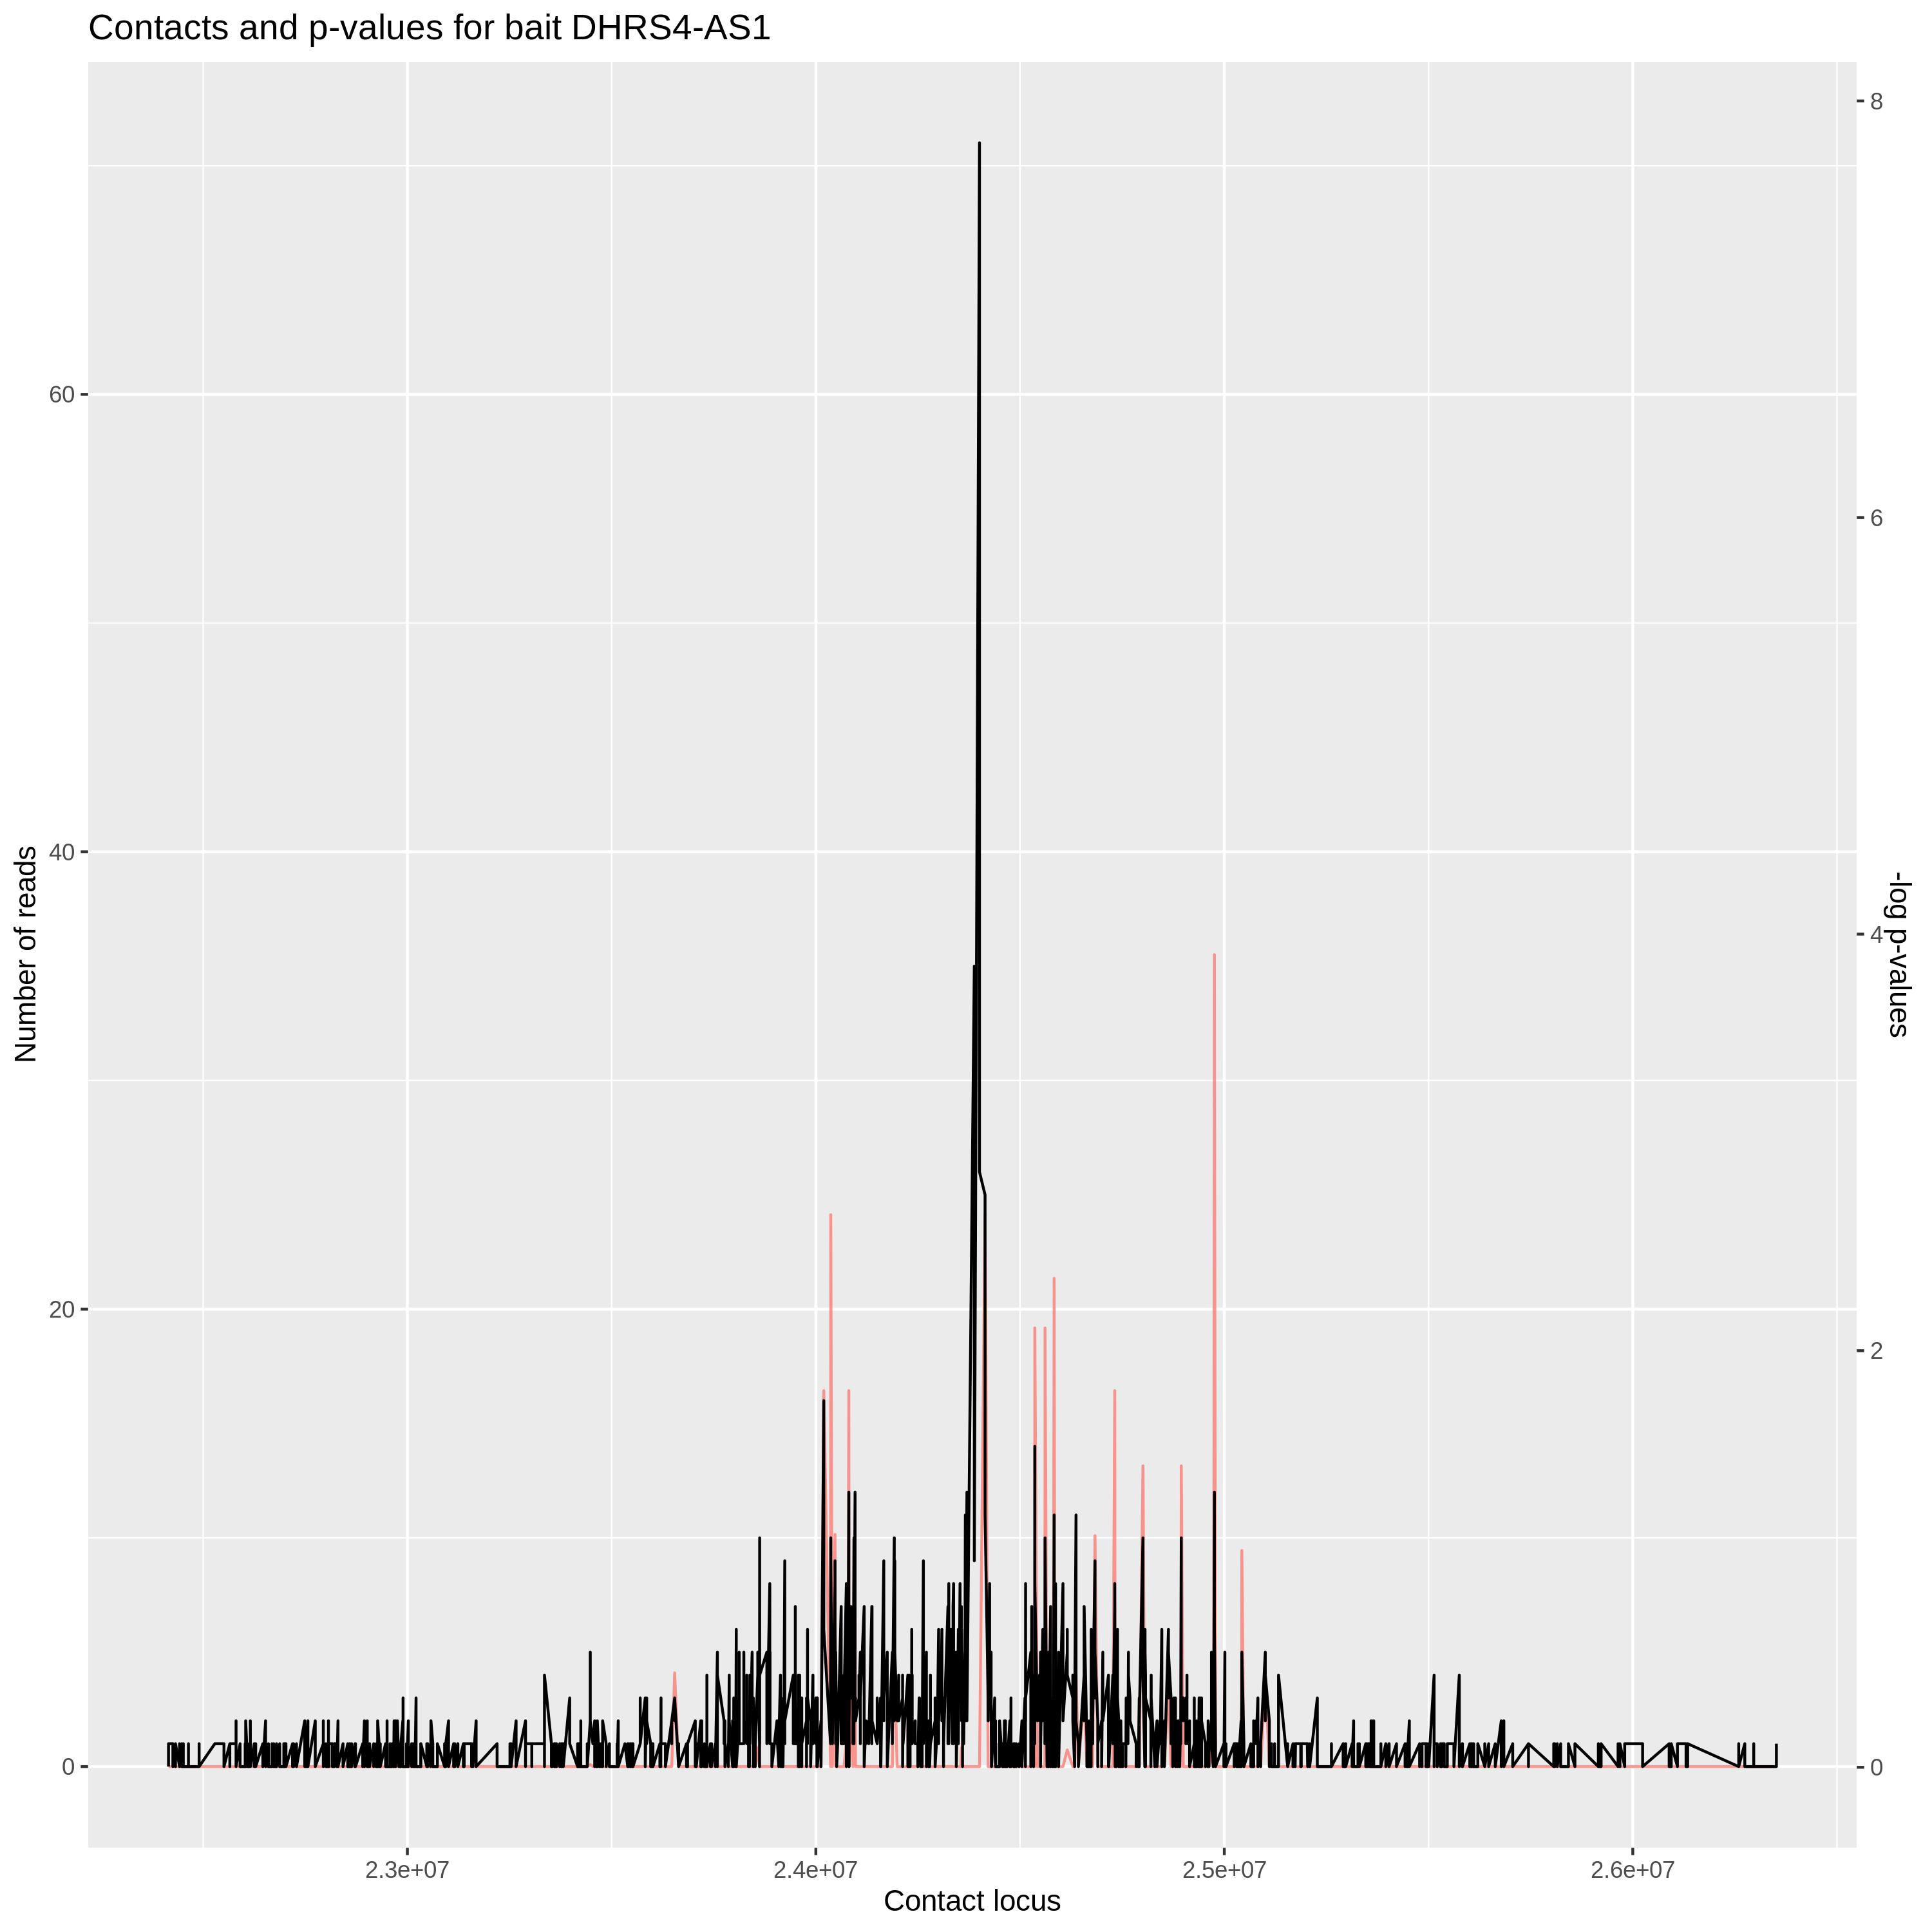 Contacts and p-values for bait DHRS4-AS1
8
60
6
40
4
Number of reads
-log p-values
20
2
0
0
2.3e+07
2.4e+07
2.5e+07
2.6e+07
Contact locus